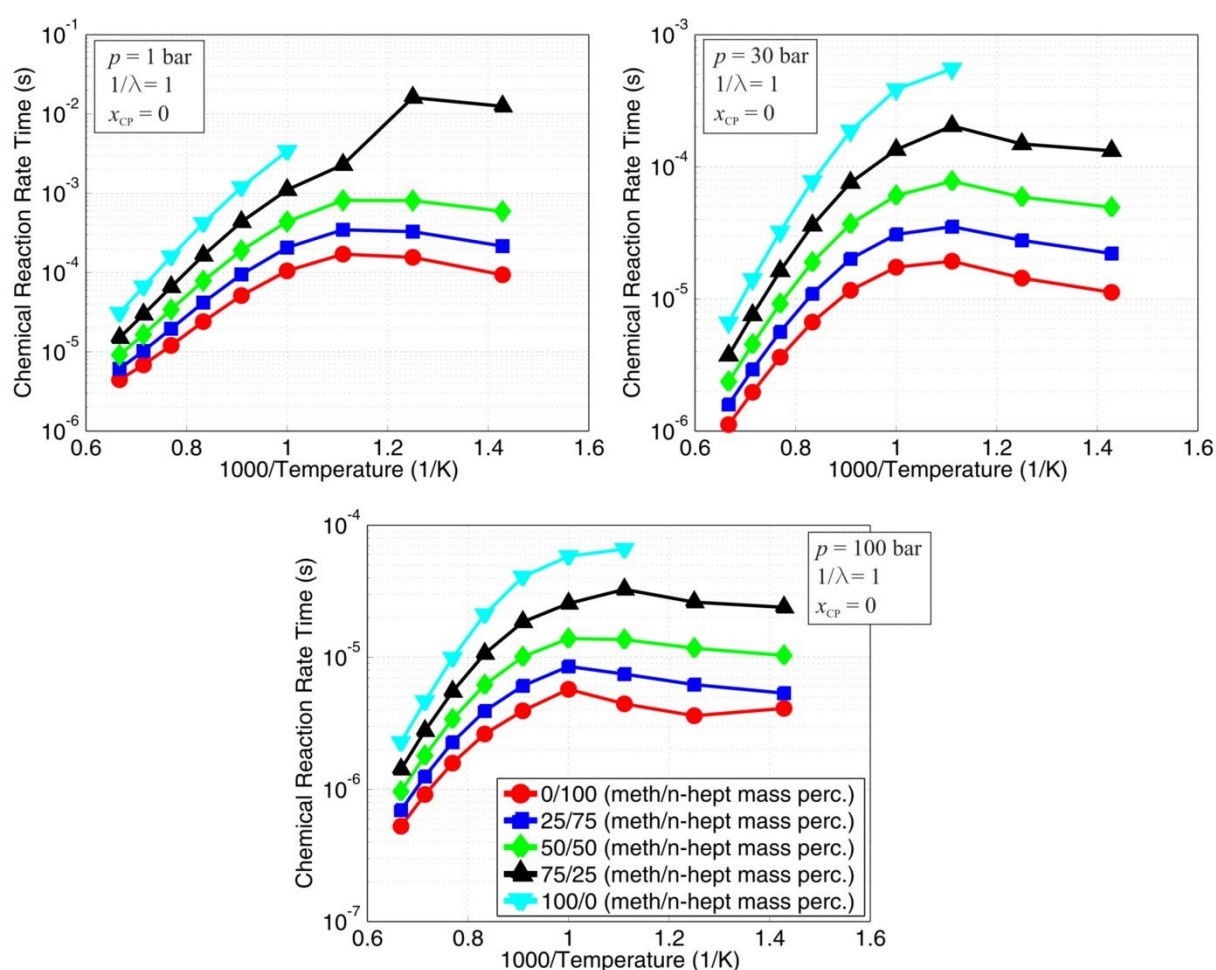 10^-1
10^-2
10^-3
10^-4
10^-5
10^-6
Chemical Reaction Rate Time (s)
p = 1 bar
1/λ = 1
x_CP = 0
0.6 0.8 1 1.2 1.4 1.6
1000/Temperature (1/K)
10^-3
10^-4
10^-5
10^-6
Chemical Reaction Rate Time (s)
p = 30 bar
1/λ = 1
x_CP = 0
0.6 0.8 1 1.2 1.4 1.6
1000/Temperature (1/K)
10^-4
10^-5
10^-6
10^-7
Chemical Reaction Rate Time (s)
p = 100 bar
1/λ = 1
x_CP = 0
0/100 (meth/n-hept mass perc.)
25/75 (meth/n-hept mass perc.)
50/50 (meth/n-hept mass perc.)
75/25 (meth/n-hept mass perc.)
100/0 (meth/n-hept mass perc.)
0.6 0.8 1 1.2 1.4 1.6
1000/Temperature (1/K)